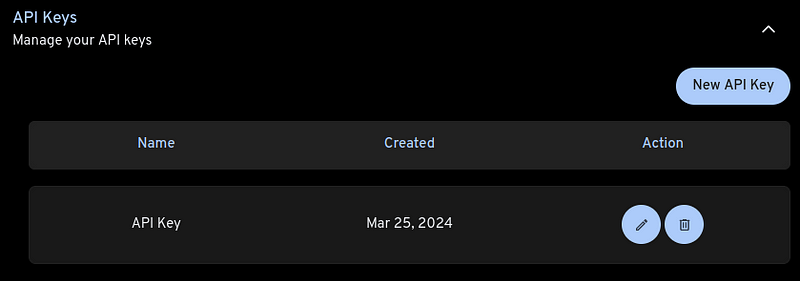 API Keys
Manage your API keys
New API Key
Name Created Action
API Key Mar 25, 2024